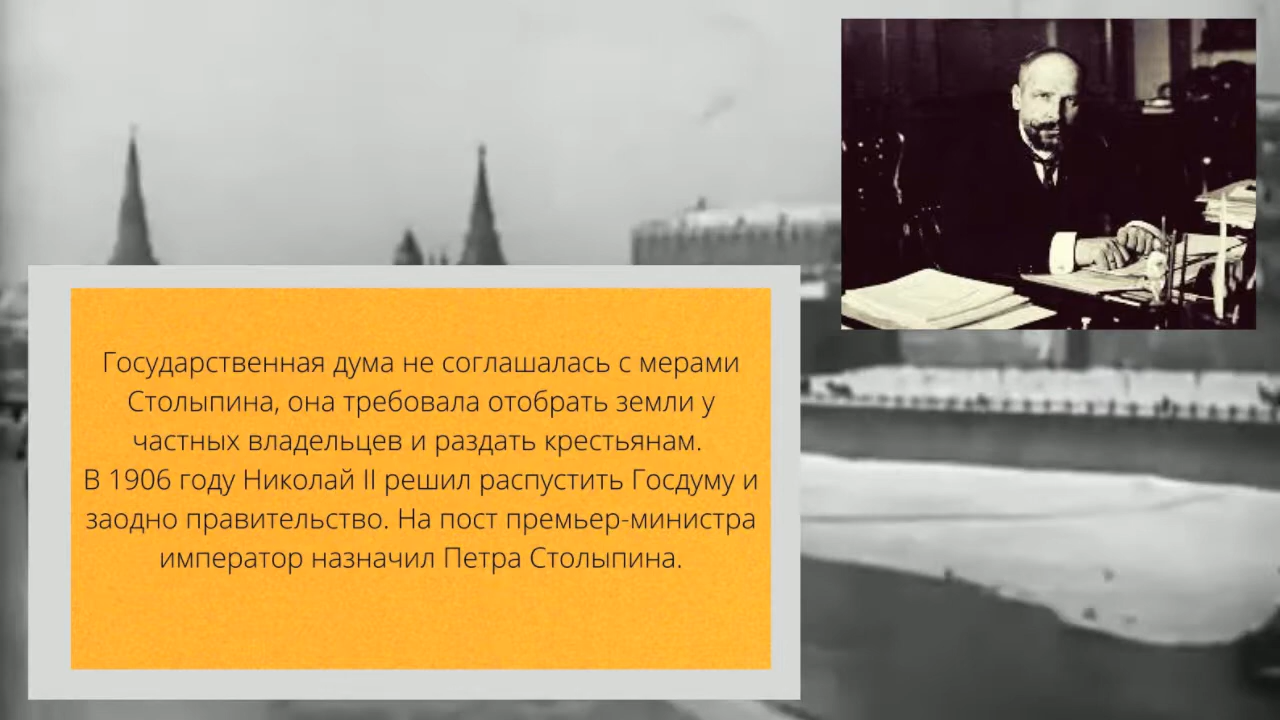 Государственная дума не соглашалась с мерами
Столыпина, она требовала отобрать земли у
частных владельцев и раздать крестьянам.
В 1906 году Николай II решил распустить Госдуму и
заодно правительство. На пост премьер-министра
император назначил Петра Столыпина.